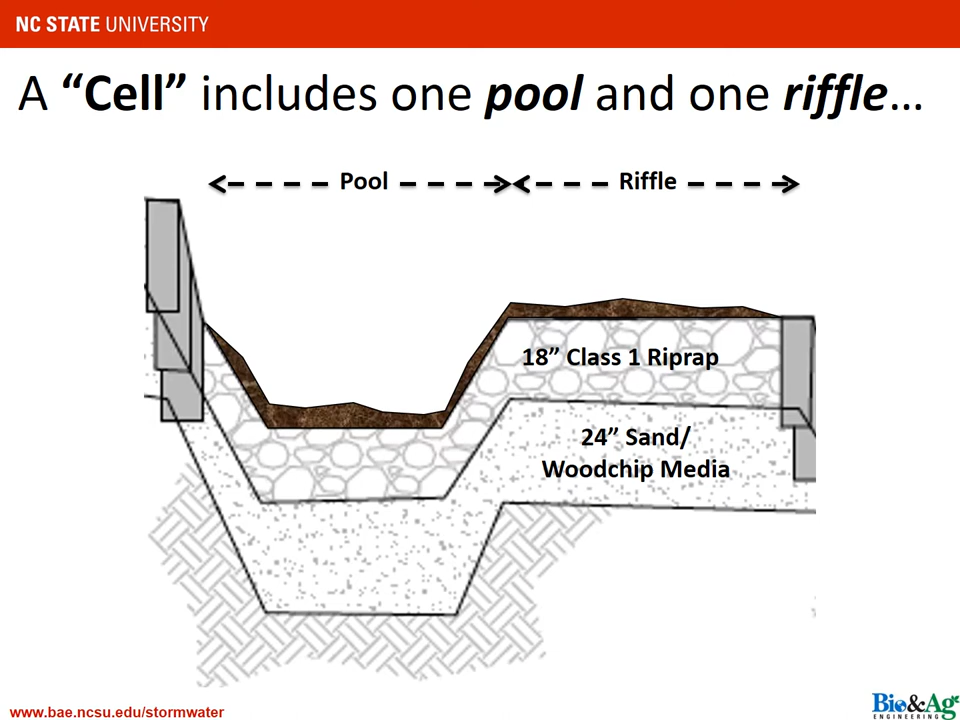 NC STATE UNIVERSITY
A “Cell” includes one pool and one riffle…
Pool
Riffle
18” Class 1 Riprap
24” Sand/
Woodchip Media
www.bae.ncsu.edu/stormwater
Bio&Ag
ENGINEERING